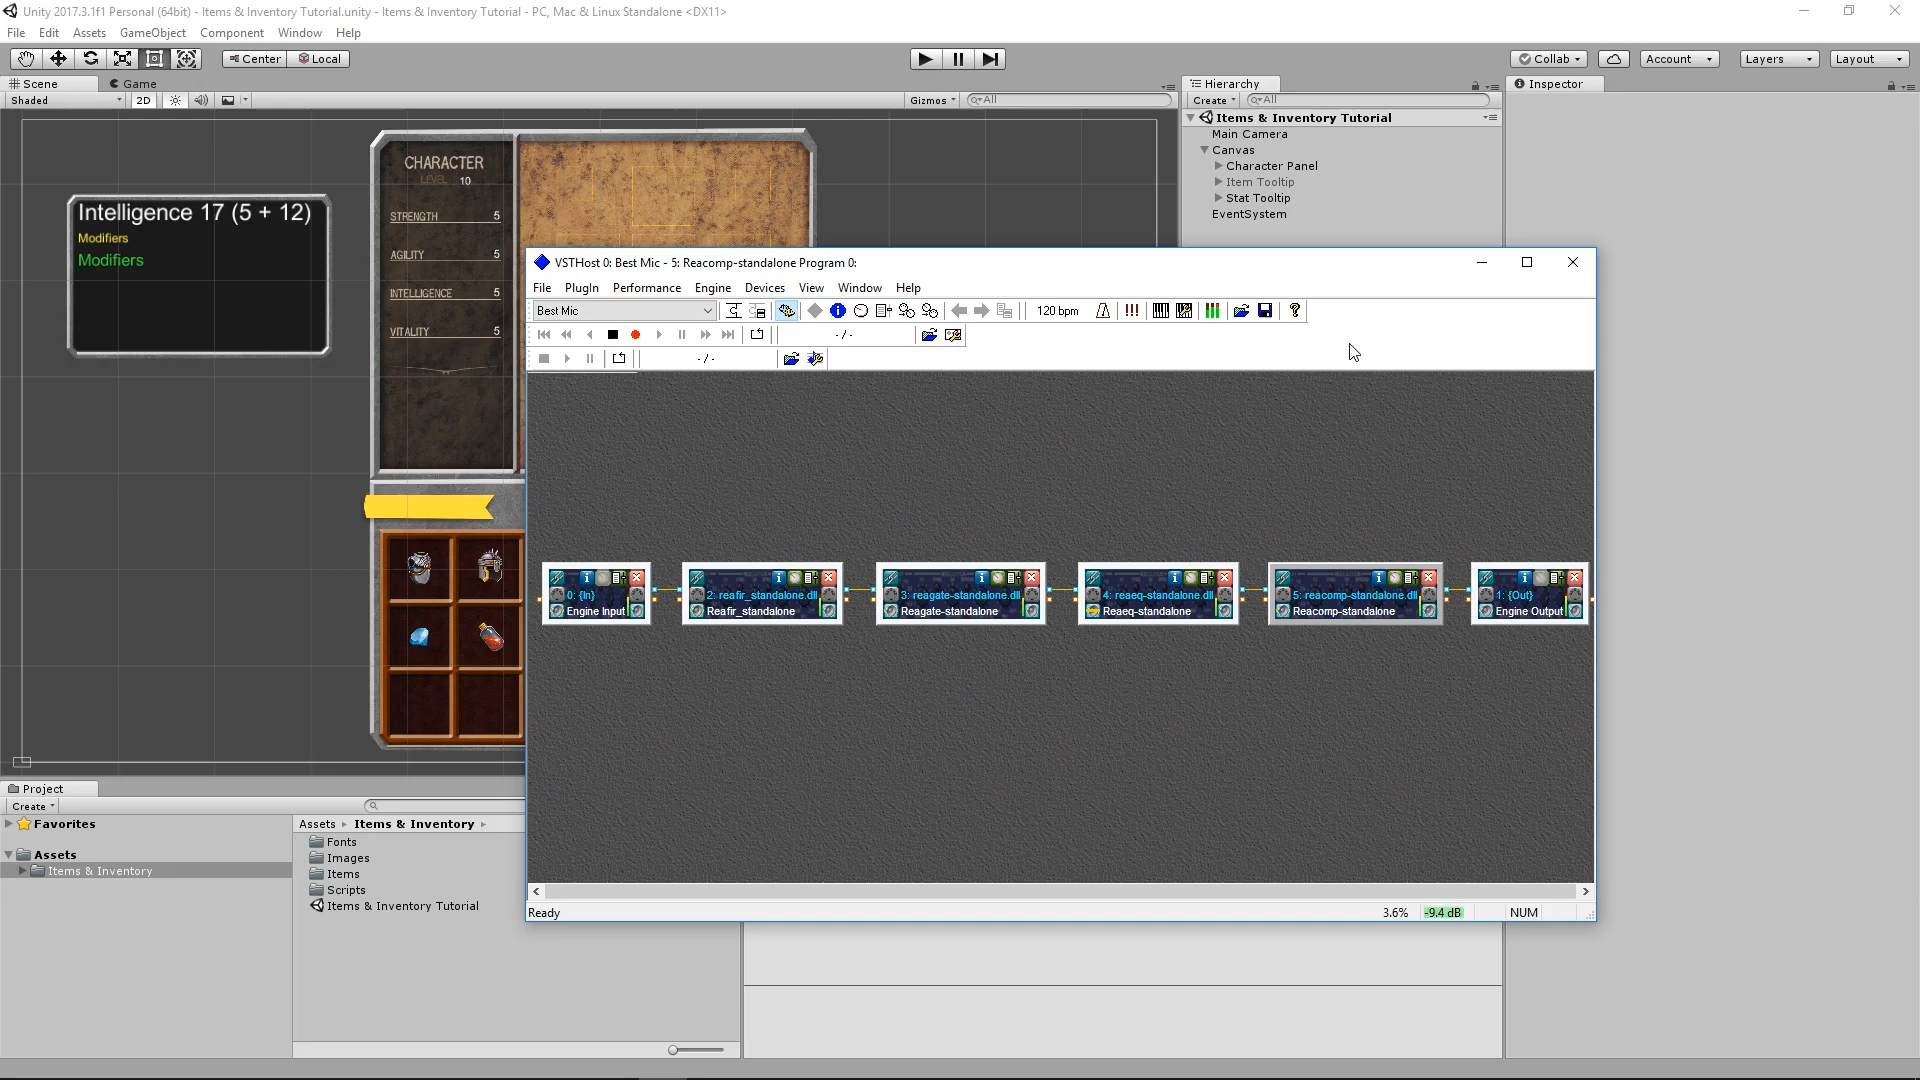 Unity 2017.3.1f1 Personal (64bit) - Items & Inventory Tutorial.unity - Items & Inventory Tutorial - PC, Mac & Linux Standalone <DX11>
File Edit Assets GameObject Component Window Help
Center Local
Collab Account Layers Layout
Scene Game
Shaded 2D Gizmos All
Hierarchy
Create All
Items & Inventory Tutorial
Main Camera
Canvas
Character Panel
Item Tooltip
Stat Tooltip
EventSystem
Inspector
Intelligence 17 (5 + 12)
Modifiers
Modifiers
CHARACTER
LEVEL 10
STRENGTH 5
AGILITY 5
INTELLIGENCE 5
VITALITY 5
VSTHost 0: Best Mic - 5: Reacomp-standalone Program 0:
File PlugIn Performance Engine Devices View Window Help
Best Mic 120 bpm
- / -
- / -
0: {In}
Engine Input
2: reafir_standalone.dll
Reafir_standalone
3: reagate-standalone.dll
Reagate-standalone
4: reaeq-standalone.dll
Reaeq-standalone
5: reacomp-standalone.dll
Reacomp-standalone
1: {Out}
Engine Output
Ready 3.6% -9.4 dB NUM
Project
Create
Favorites
Assets
Items & Inventory
Assets Items & Inventory
Fonts
Images
Items
Scripts
Items & Inventory Tutorial